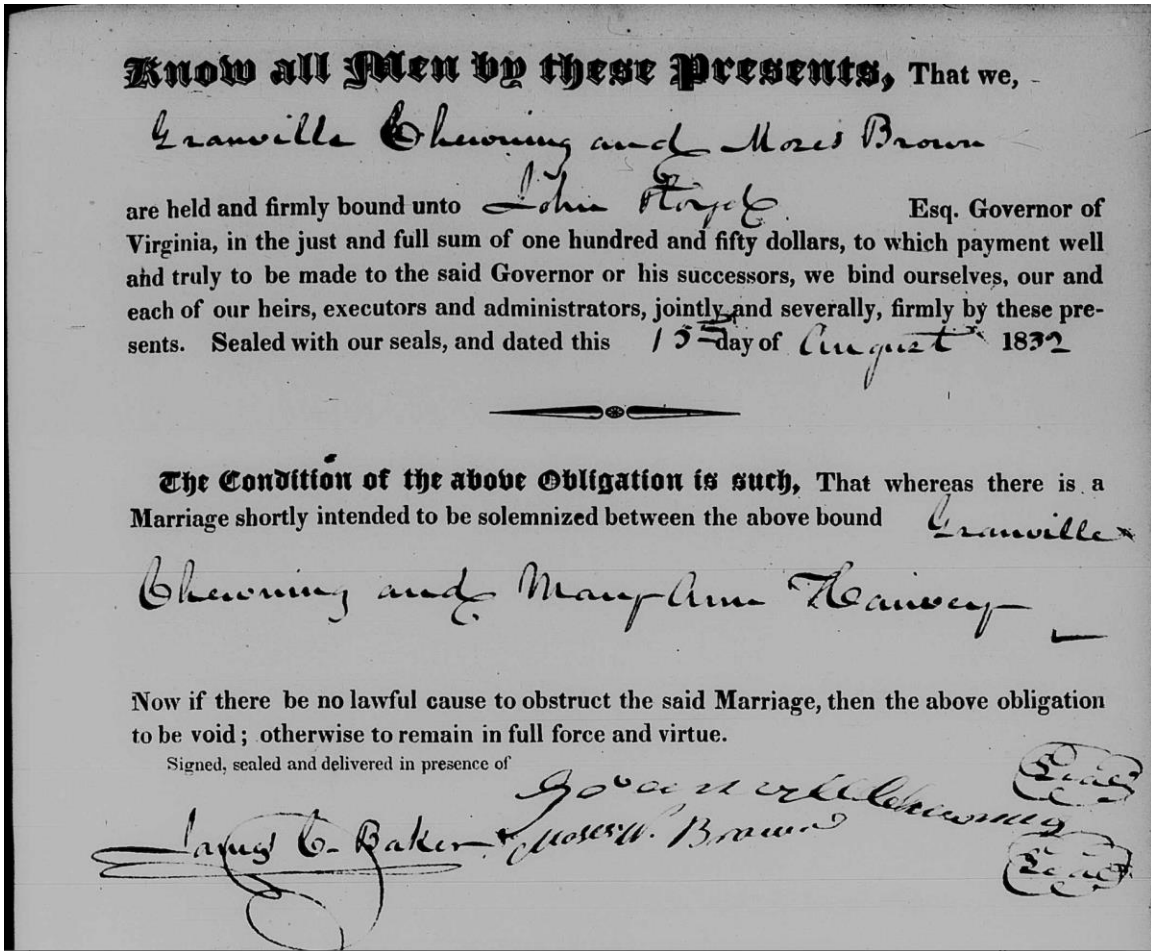 Know all Men by these Presents, That we,
Granville Chewning and Moses Brown
are held and firmly bound unto John Floyd Esq. Governor of
Virginia, in the just and full sum of one hundred and fifty dollars, to which payment well
and truly to be made to the said Governor or his successors, we bind ourselves, our and
each of our heirs, executors and administrators, jointly and severally, firmly by these pre-
sents. Sealed with our seals, and dated this 15th day of August 1832
The Condition of the above Obligation is such, That whereas there is a
Marriage shortly intended to be solemnized between the above bound Granville
Chewning and Mary Ann
Now if there be no lawful cause to obstruct the said Marriage, then the above obligation
to be void; otherwise to remain in full force and virtue.
Signed, sealed and delivered in presence of
Chewning Seal
James C. Baker Moses W. Brown Seal